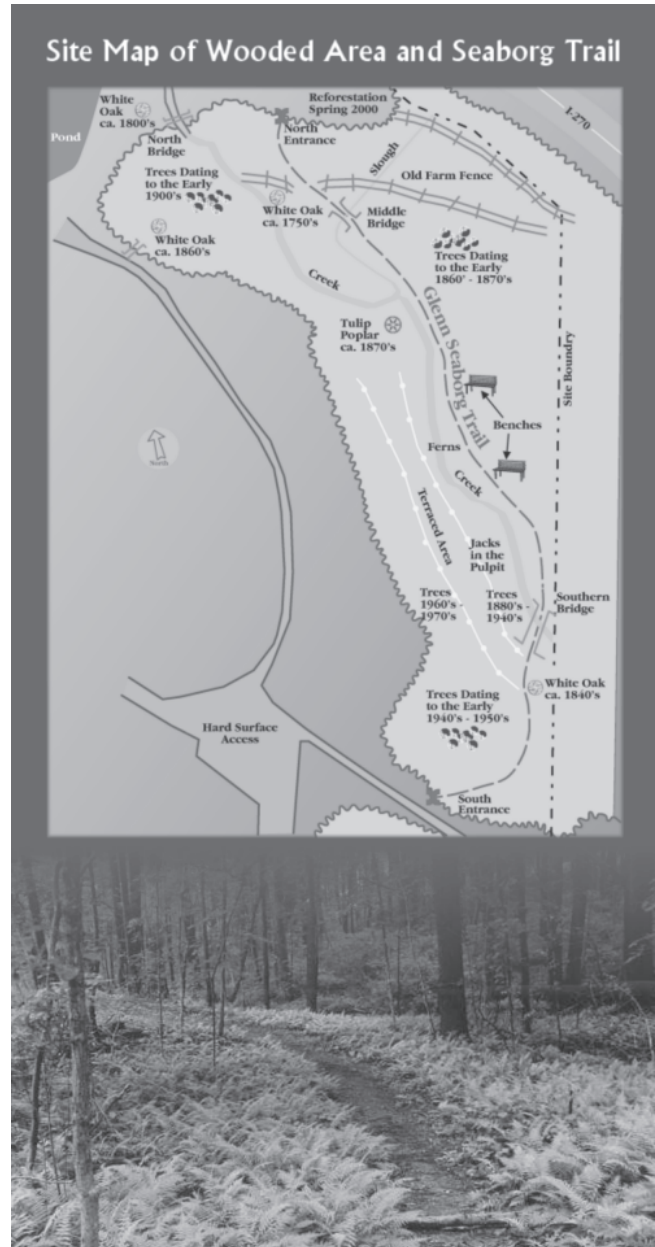 Site Map of Wooded Area and Seaborg Trail
White
Oak
ca. 1800's
Reforestation
Spring 2000
I-270
Pond
North
Bridge
North
Entrance
Slough
Old Farm Fence
Trees Dating
to the Early
1900's
White Oak
ca. 1750's
Middle
Bridge
White Oak
ca. 1860's
Trees Dating
to the Early
1860' - 1870's
Creek
Glenn Seaborg Trail
Tulip
Poplar
ca. 1870's
Site Boundry
Benches
North
Ferns
Creek
Terraced Area
Jacks
in the
Pulpit
Trees
1960's -
1970's
Trees
1880's -
1940's
Southern
Bridge
White Oak
ca. 1840's
Trees Dating
to the Early
1940's - 1950's
Hard Surface
Access
South
Entrance